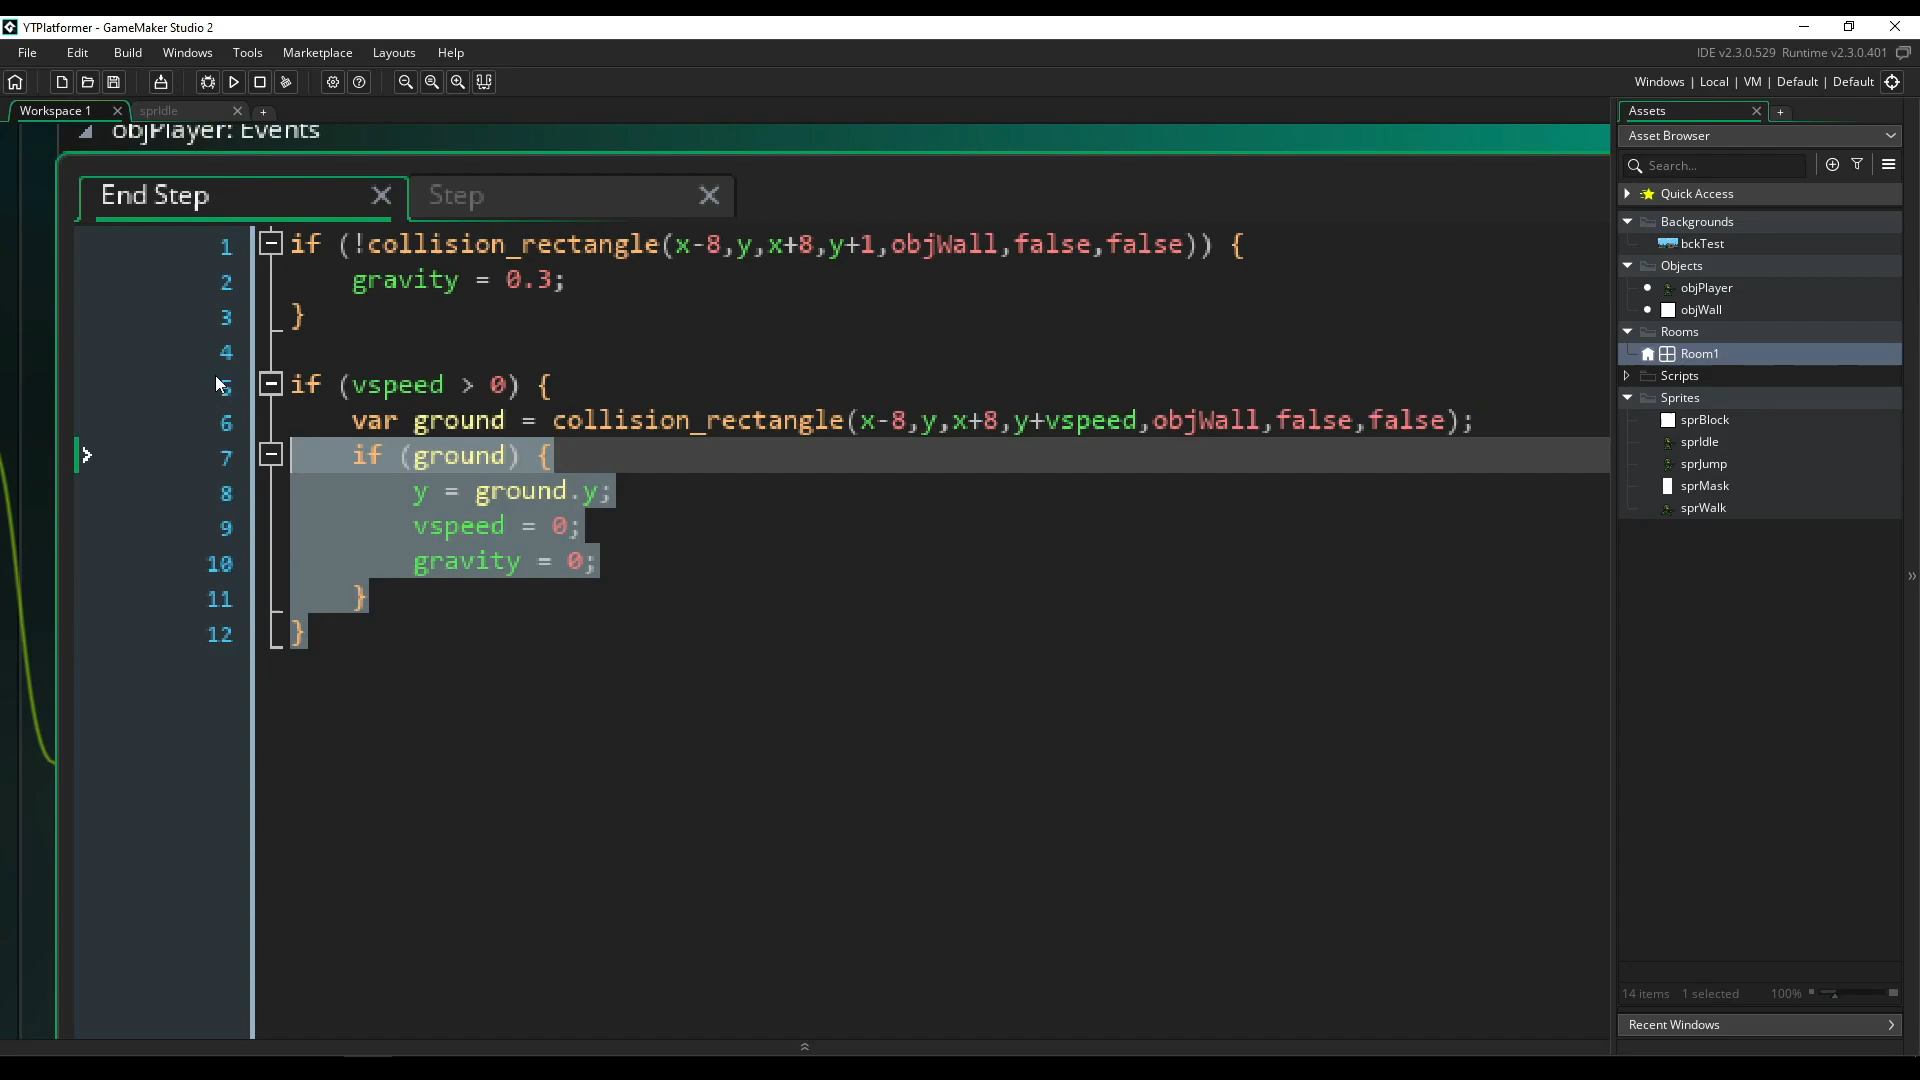 YTPlatformer - GameMaker Studio 2
File Edit Build Windows Tools Marketplace Layouts Help
IDE v2.3.0.529 Runtime v2.3.0.401
Windows | Local | VM | Default | Default
Workspace 1
sprIdle
objPlayer: Events
End Step
Step
1 if (!collision_rectangle(x-8,y,x+8,y+1,objWall,false,false)) {
2 gravity = 0.3;
3 }
4
5 if (vspeed > 0) {
6 var ground = collision_rectangle(x-8,y,x+8,y+vspeed,objWall,false,false);
7 if (ground) {
8 y = ground.y;
9 vspeed = 0;
10 gravity = 0;
11 }
12 }
Assets
Asset Browser
Search...
Quick Access
Backgrounds
bckTest
Objects
objPlayer
objWall
Rooms
Room1
Scripts
Sprites
sprBlock
sprIdle
sprJump
sprMask
sprWalk
14 items 1 selected 100%
Recent Windows